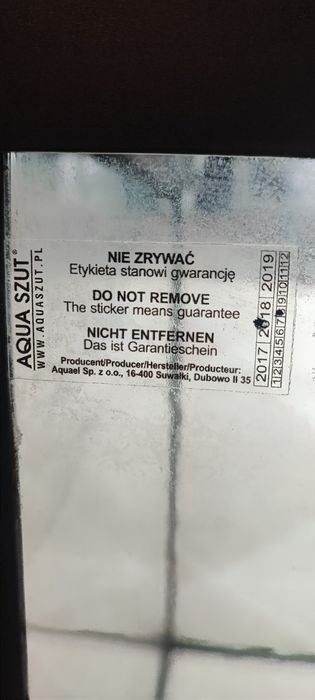 AQUA SZUT®
WWW.AQUASZUT.PL
NIE ZRYWAĆ
Etykieta stanowi gwarancję
DO NOT REMOVE
The sticker means guarantee
NICHT ENTFERNEN
Das ist Garantieschein
Producent/Producer/Hersteller/Producteur:
Aquael Sp. z o.o., 16-400 Suwałki, Dubowo II 35
2017 2018 2019
1 2 3 4 5 6 7 9 10 11 12